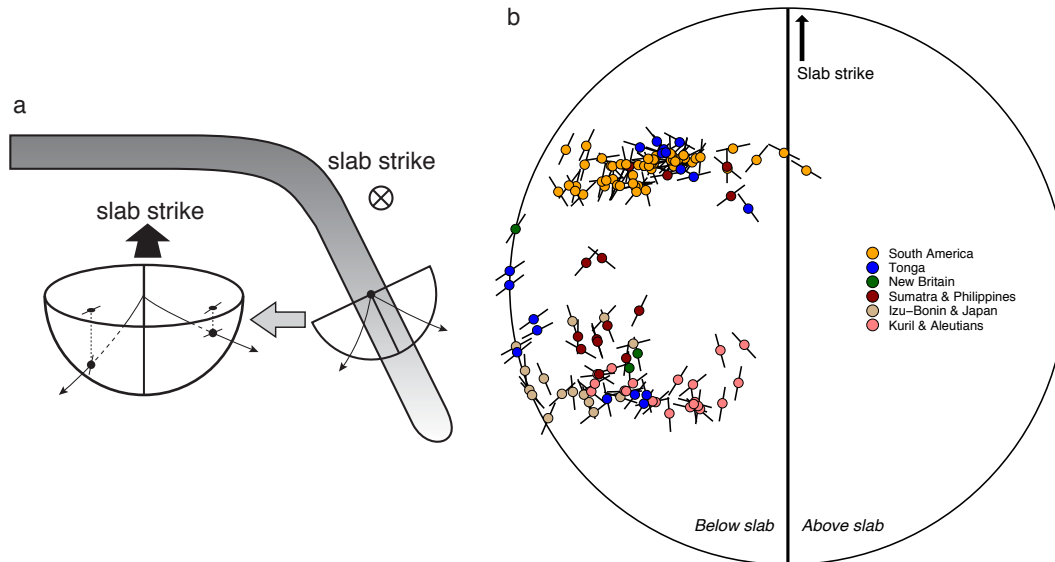 a
slab strike
slab strike
b
Slab strike
South America
Tonga
New Britain
Sumatra & Philippines
Izu−Bonin & Japan
Kuril & Aleutians
Below slab
Above slab